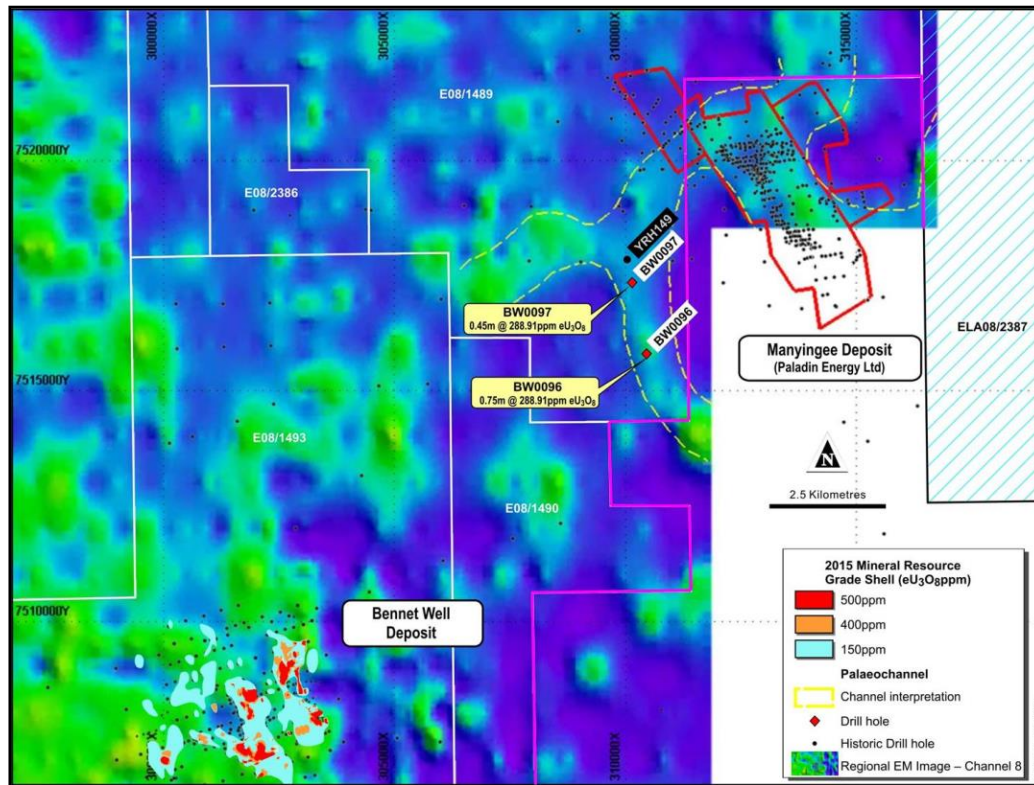 300000X
305000X
310000X
315000X
E08/1489
7520000Y
E08/2386
YRH149
BW0097
BW0097
0.45m @ 288.91ppm eU₃O₈
BW0096
ELA08/2387
Manyingee Deposit
(Paladin Energy Ltd)
BW0096
0.75m @ 288.91ppm eU₃O₈
7515000Y
E08/1493
N
2.5 Kilometres
E08/1490
2015 Mineral Resource
Grade Shell (eU₃O₈ppm)
500ppm
400ppm
150ppm
Palaeochannel
Channel interpretation
Drill hole
Historic Drill hole
Regional EM Image – Channel 8
7510000Y
Bennet Well
Deposit
305000X
310000X